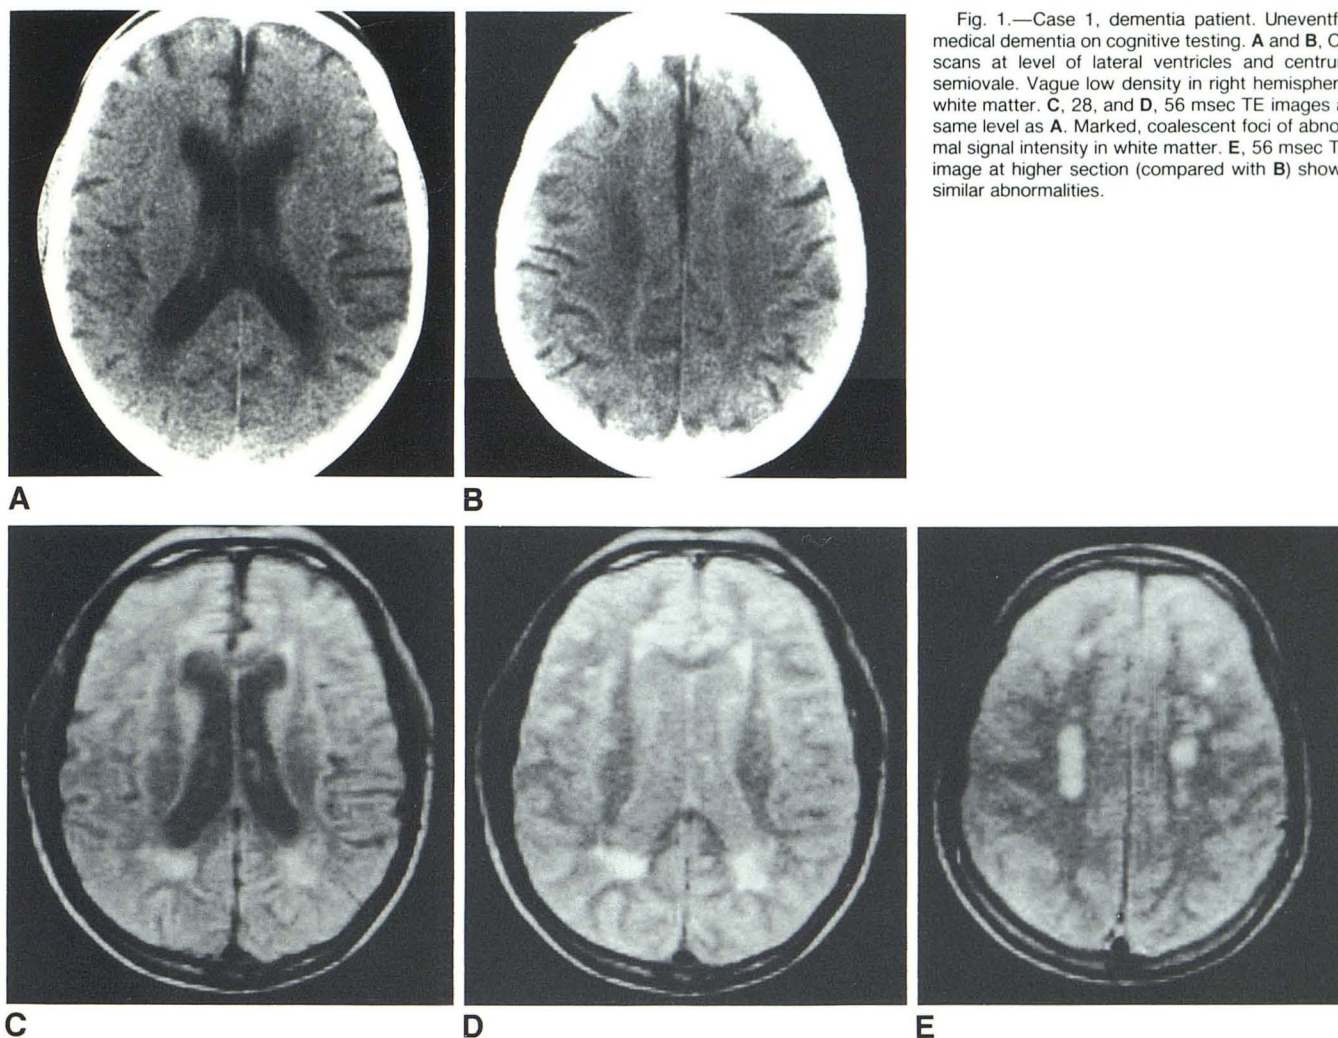 Fig. 1.—Case 1, dementia patient. Uneventf
medical dementia on cognitive testing. A and B, C
scans at level of lateral ventricles and centru
semiovale. Vague low density in right hemispher
white matter. C, 28, and D, 56 msec TE images a
same level as A. Marked, coalescent foci of abno
mal signal intensity in white matter. E, 56 msec T
image at higher section (compared with B) show
similar abnormalities.
A
B
C
D
E